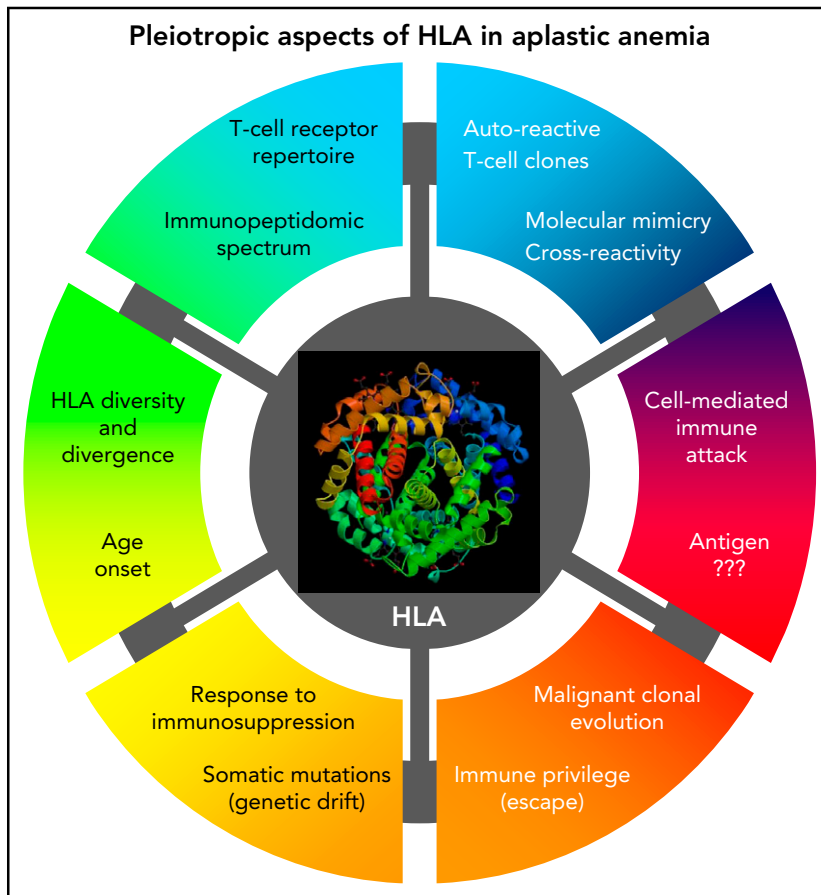 Pleiotropic aspects of HLA in aplastic anemia
T-cell receptor
repertoire
Immunopeptidomic
spectrum
Auto-reactive
T-cell clones
Molecular mimicry
Cross-reactivity
HLA diversity
and
divergence
Age
onset
Cell-mediated
immune
attack
Antigen
???
HLA
Response to
immunosuppression
Somatic mutations
(genetic drift)
Malignant clonal
evolution
Immune privilege
(escape)